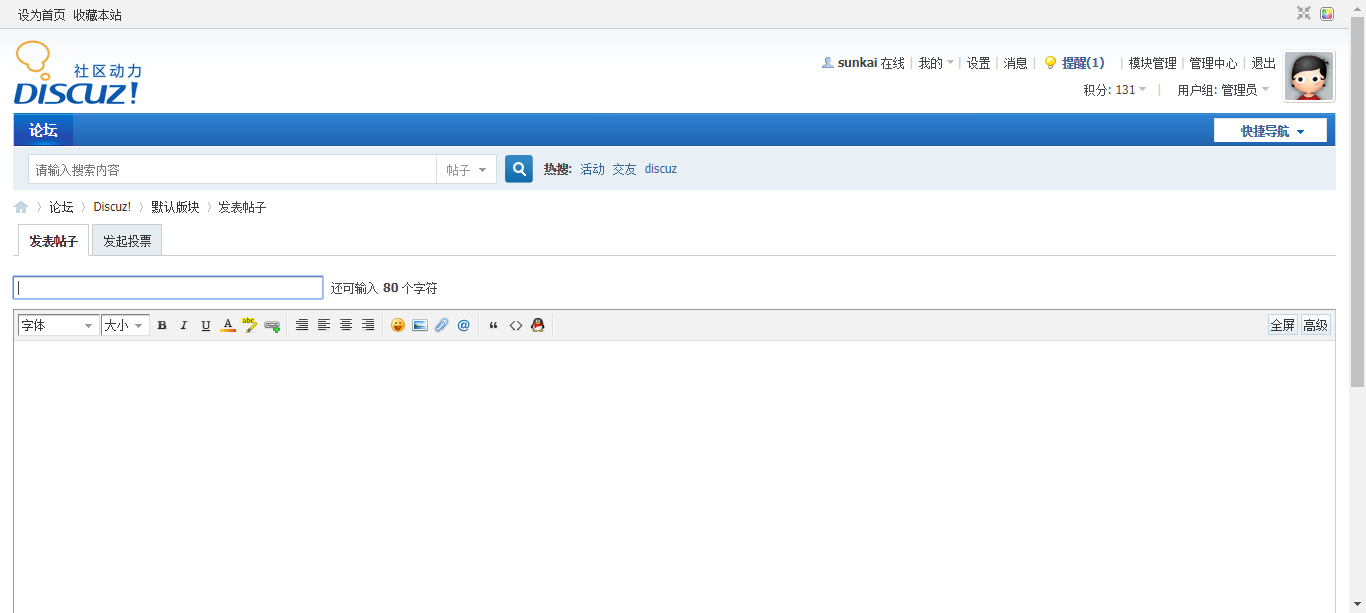 设为首页 收藏本站
社区动力
DISCUZ!
sunkai 在线 | 我的 | 设置 | 消息 | 提醒(1) | 模块管理 | 管理中心 | 退出
积分: 131 | 用户组: 管理员
论坛 快捷导航
请输入搜索内容 帖子 热搜: 活动 交友 discuz
论坛 Discuz! 默认版块 发表帖子
发表帖子 发起投票
还可输入 80 个字符
字体 大小 B I U A abc @ “ <> 全屏 高级